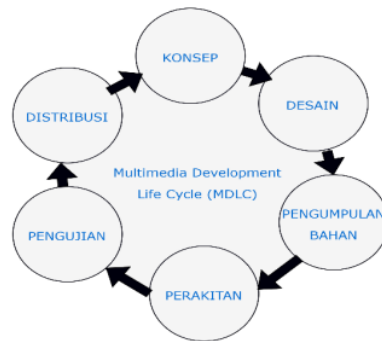 KONSEP
DESAIN
PENGUMPULAN
BAHAN
PERAKITAN
PENGUJIAN
DISTRIBUSI
Multimedia Development
Life Cycle (MDLC)